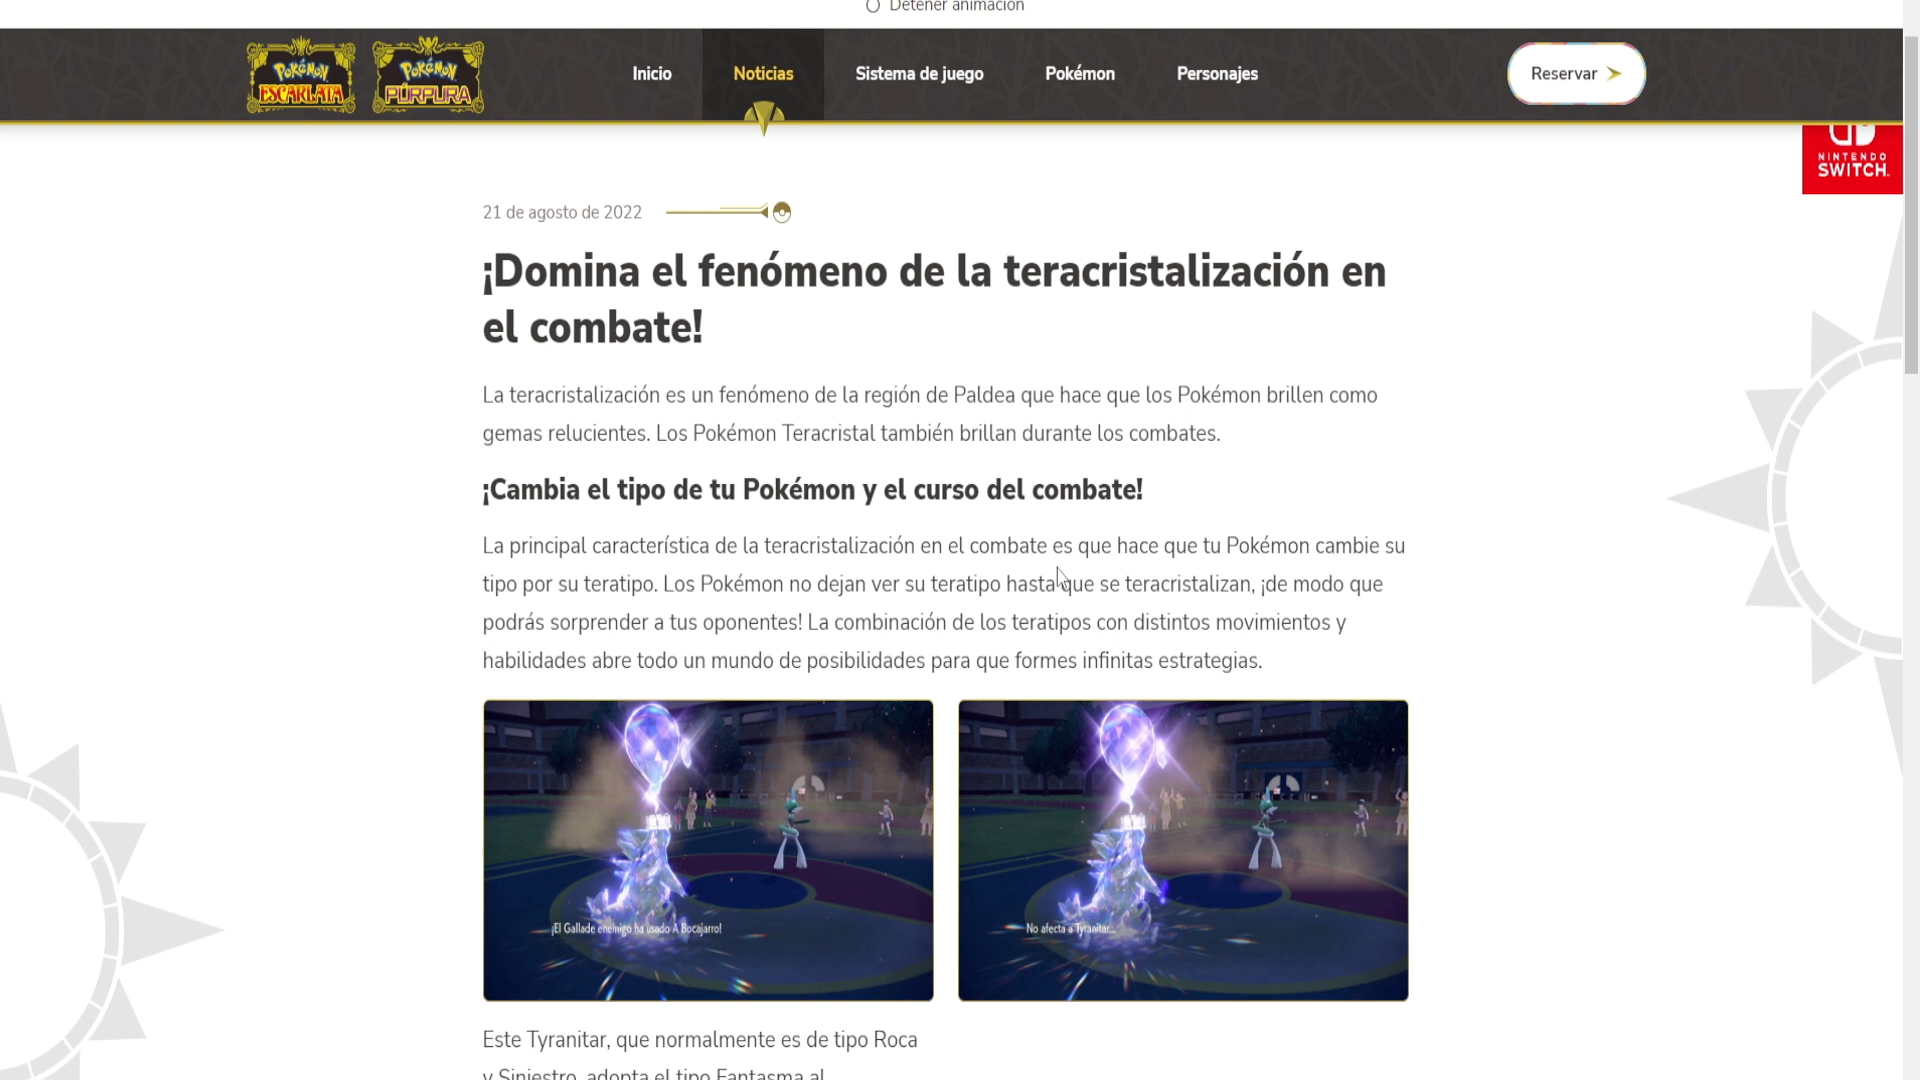 Detener animación
Pokémon
ESCARLATA
Pokémon
PÚRPURA
Inicio
Noticias
Sistema de juego
Pokémon
Personajes
Reservar
NINTENDO
SWITCH
21 de agosto de 2022
¡Domina el fenómeno de la teracristalización en
el combate!
La teracristalización es un fenómeno de la región de Paldea que hace que los Pokémon brillen como
gemas relucientes. Los Pokémon Teracristal también brillan durante los combates.
¡Cambia el tipo de tu Pokémon y el curso del combate!
La principal característica de la teracristalización en el combate es que hace que tu Pokémon cambie su
tipo por su teratipo. Los Pokémon no dejan ver su teratipo hasta que se teracristalizan, ¡de modo que
podrás sorprender a tus oponentes! La combinación de los teratipos con distintos movimientos y
habilidades abre todo un mundo de posibilidades para que formes infinitas estrategias.
¡El Gallade enemigo ha usado A Bocajarro!
No afecta a Tyranitar...
Este Tyranitar, que normalmente es de tipo Roca
y Siniestro, adopta el tipo Fantasma al